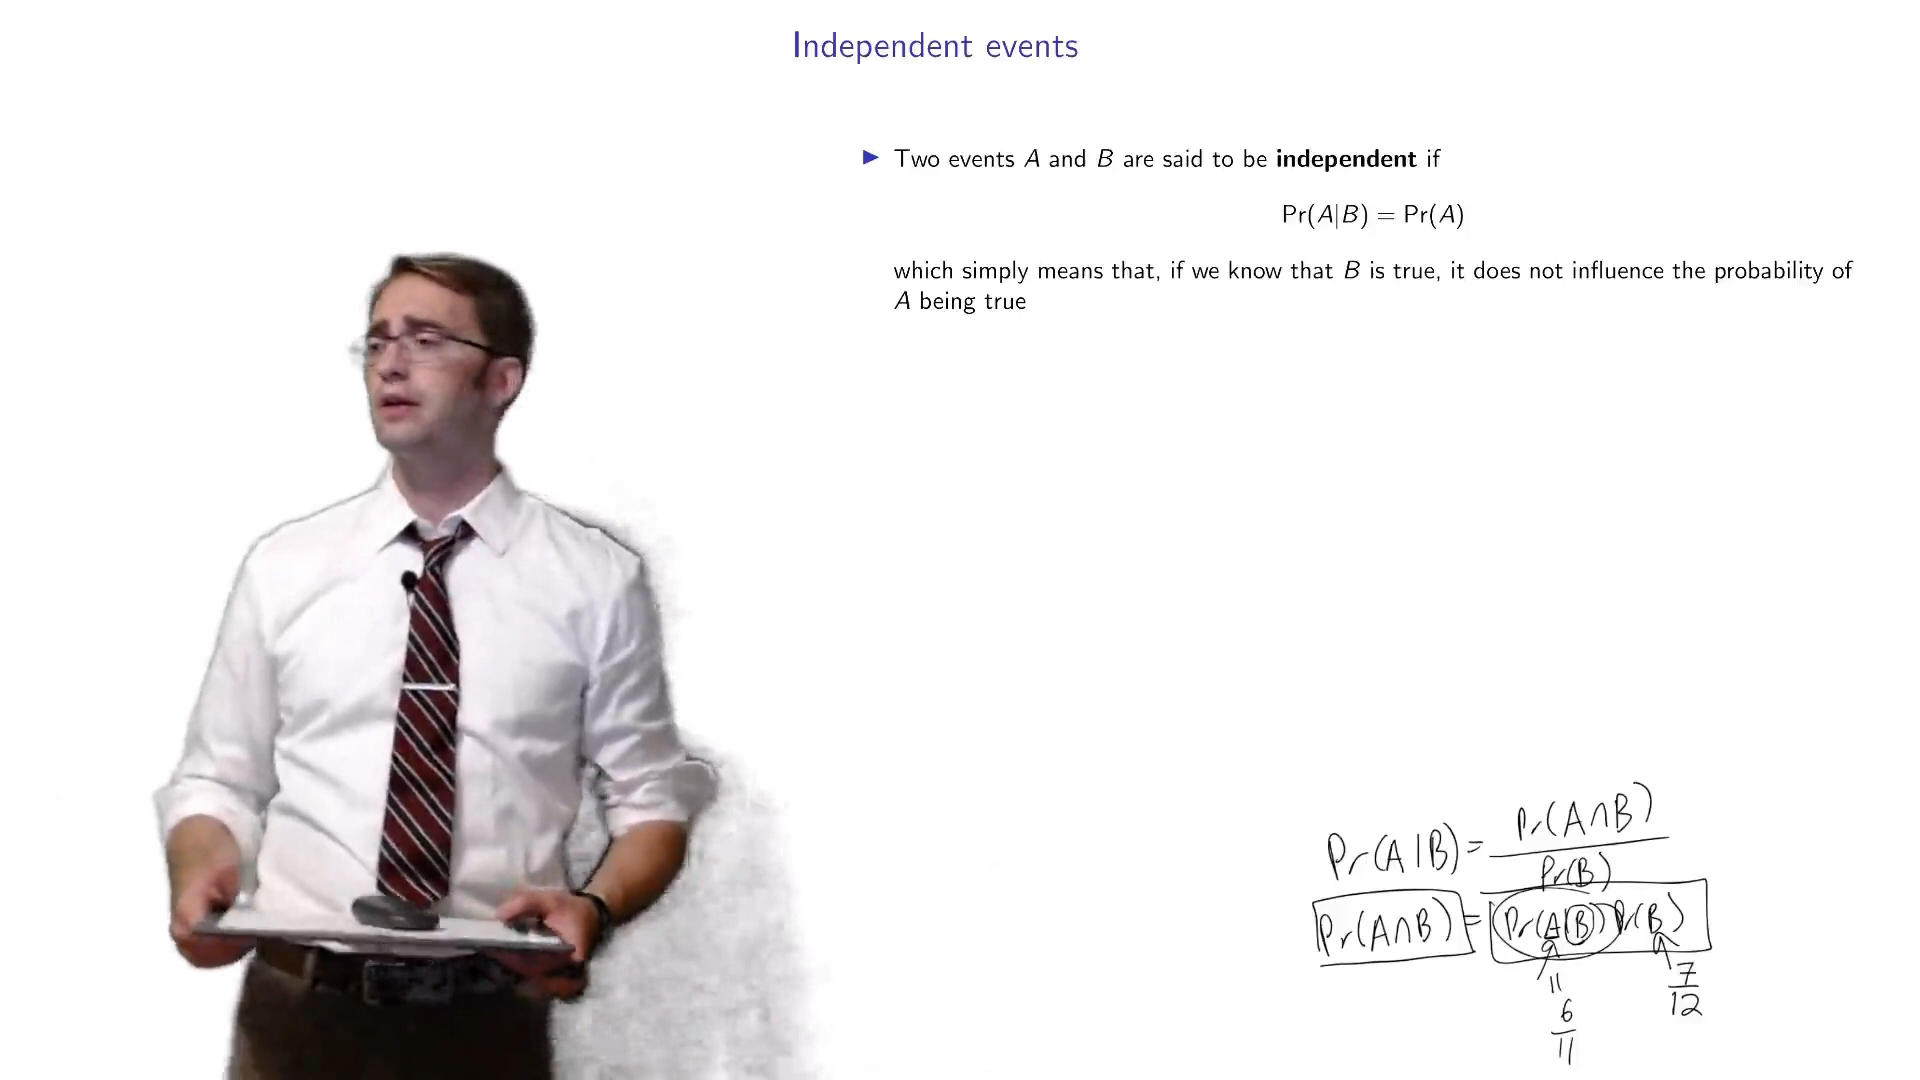 Independent events
▶ Two events A and B are said to be independent if
Pr(A|B) = Pr(A)
which simply means that, if we know that B is true, it does not influence the probability of
A being true
Pr(A|B) = Pr(A∩B)
Pr(B)
Pr(A∩B) = Pr(A|B) Pr(B)
11
7
12
6
11